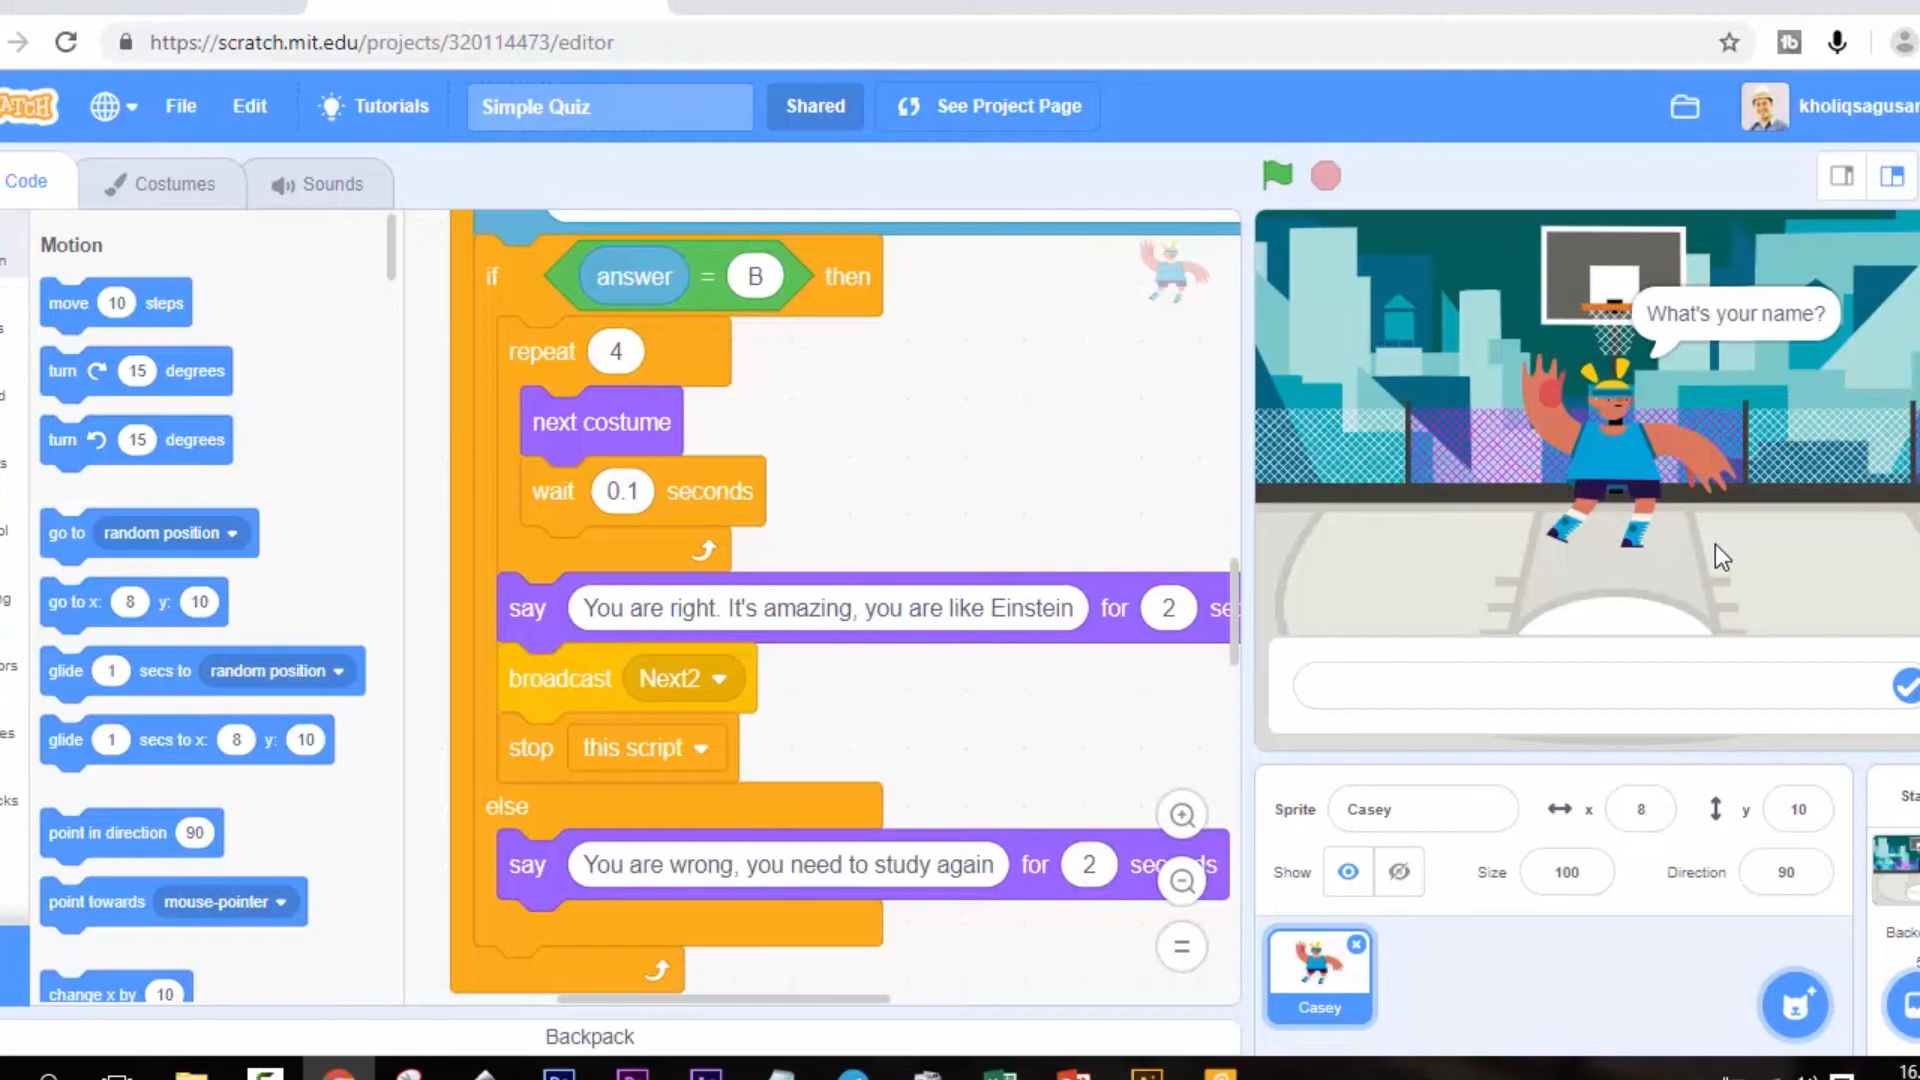 https://scratch.mit.edu/projects/320114473/editor
File
Edit
Tutorials
Simple Quiz
Shared
See Project Page
Code
Costumes
Sounds
Motion
move 10 steps
turn 15 degrees
turn 15 degrees
go to random position
go to x: 8 y: 10
glide 1 secs to random position
glide 1 secs to x: 8 y: 10
point in direction 90
point towards mouse-pointer
change x by 10
if answer = B then
repeat 4
next costume
wait 0.1 seconds
say You are right. It's amazing, you are like Einstein for 2
broadcast Next2
stop this script
else
say You are wrong, you need to study again for 2 seconds
Backpack
What's your name?
Sprite Casey x 8 y 10
Show Size 100 Direction 90
Casey